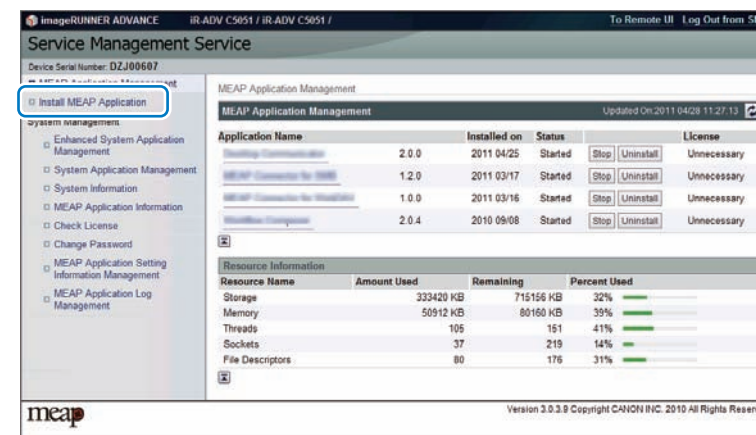 imageRUNNER ADVANCE iR-ADV C5051 / iR-ADV C5051 / To Remote UI Log Out from
Service Management Service
Device Serial Number: DZJ00607
MEAP Application Management
Install MEAP Application
System Management
Enhanced System Application
Management
System Application Management
System Information
MEAP Application Information
Check License
Change Password
MEAP Application Setting
Information Management
MEAP Application Log
Management
MEAP Application Management
MEAP Application Management Updated On:2011 04/28 11:27:13
Application Name Installed on Status License
2.0.0 2011 04/25 Started Stop Uninstall Unnecessary
1.2.0 2011 03/17 Started Stop Uninstall Unnecessary
1.0.0 2011 03/16 Started Stop Uninstall Unnecessary
2.0.4 2010 09/08 Started Stop Uninstall Unnecessary
Resource Information
Resource Name Amount Used Remaining Percent Used
Storage 333420 KB 715156 KB 32%
Memory 50912 KB 80160 KB 39%
Threads 105 151 41%
Sockets 37 219 14%
File Descriptors 80 176 31%
meap
Version 3.0.3.9 Copyright CANON INC. 2010 All Rights Reser